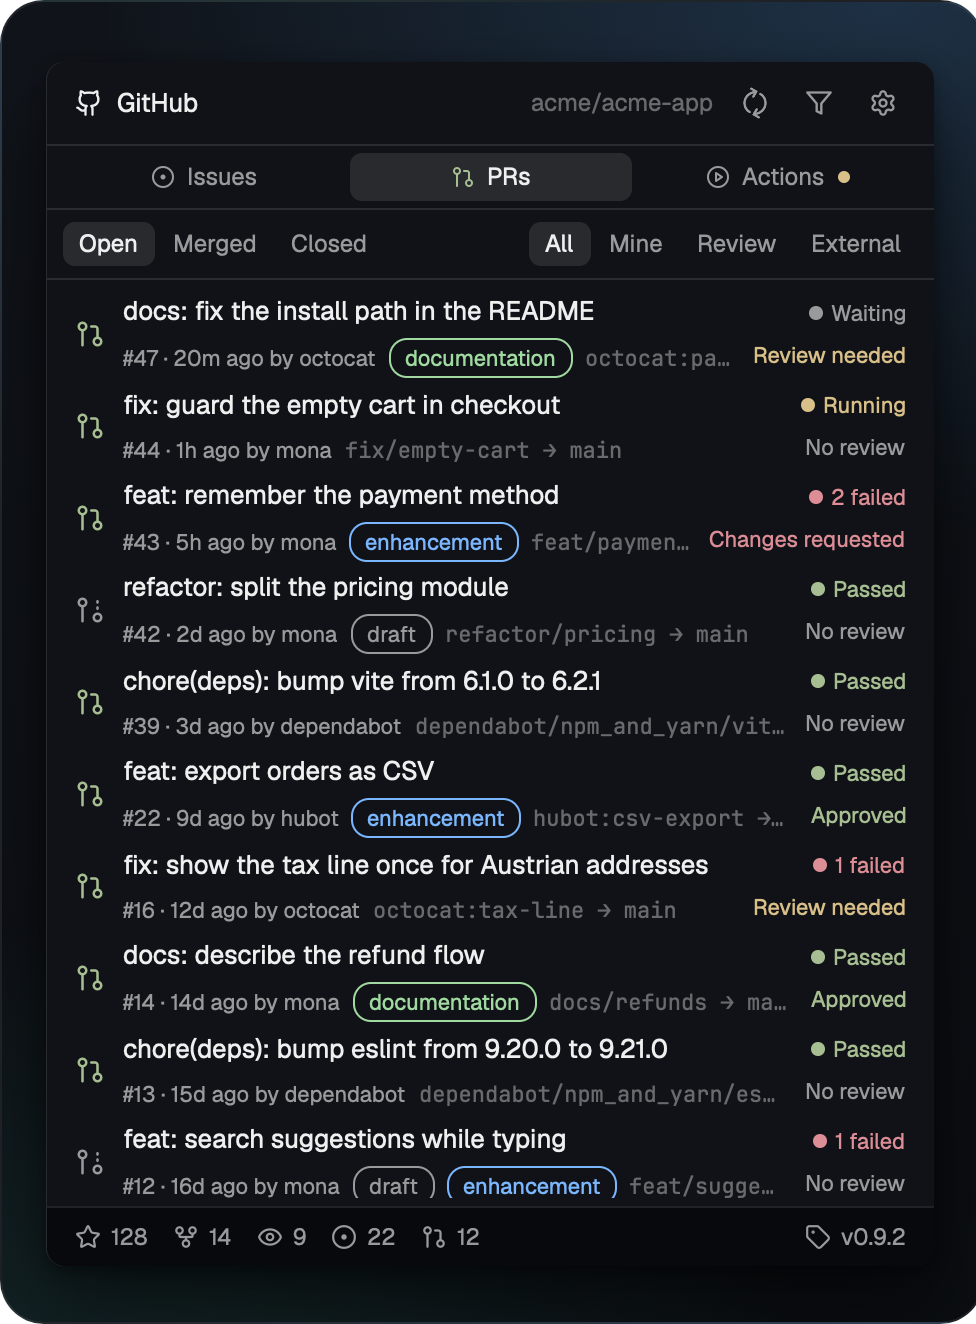 GitHub acme/acme-app
Issues PRs Actions
Open Merged Closed All Mine Review External
docs: fix the install path in the README Waiting
#47 · 20m ago by octocat documentation octocat:pa… Review needed
fix: guard the empty cart in checkout Running
#44 · 1h ago by mona fix/empty-cart → main No review
feat: remember the payment method 2 failed
#43 · 5h ago by mona enhancement feat/paymen… Changes requested
refactor: split the pricing module Passed
#42 · 2d ago by mona draft refactor/pricing → main No review
chore(deps): bump vite from 6.1.0 to 6.2.1 Passed
#39 · 3d ago by dependabot dependabot/npm_and_yarn/vit… No review
feat: export orders as CSV Passed
#22 · 9d ago by hubot enhancement hubot:csv-export →… Approved
fix: show the tax line once for Austrian addresses 1 failed
#16 · 12d ago by octocat octocat:tax-line → main Review needed
docs: describe the refund flow Passed
#14 · 14d ago by mona documentation docs/refunds → ma… Approved
chore(deps): bump eslint from 9.20.0 to 9.21.0 Passed
#13 · 15d ago by dependabot dependabot/npm_and_yarn/es… No review
feat: search suggestions while typing 1 failed
#12 · 16d ago by mona draft enhancement feat/sugge… No review
128 14 9 22 12 v0.9.2